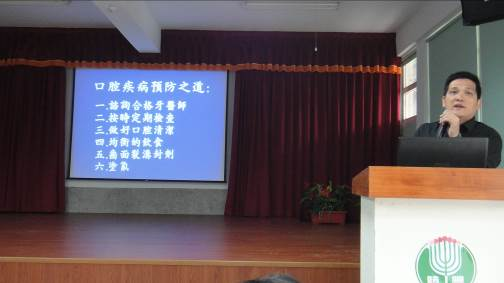 口腔疾病預防之道：
一.諮詢合格牙醫師
二.按時定期檢查
三.做好口腔清潔
四.均衡的飲食
五.齒面裂溝封劑
六.塗氟